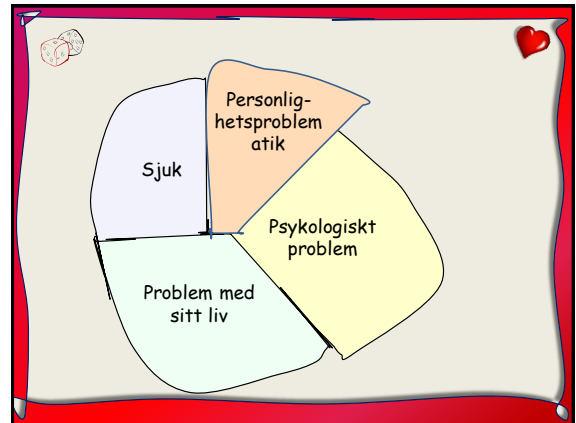 Personlig-
hetsproblem
atik
Sjuk
Psykologiskt
problem
Problem med
sitt liv